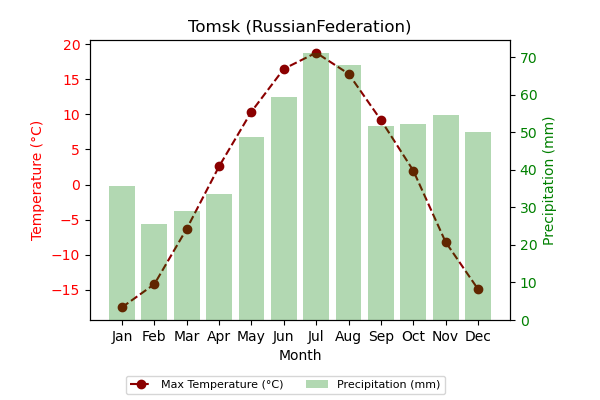 Tomsk (RussianFederation)
20
15
10
5
0
−5
−10
−15
Temperature (°C)
70
60
50
40
30
20
10
0
Precipitation (mm)
Jan Feb Mar Apr May Jun Jul Aug Sep Oct Nov Dec
Month
Max Temperature (°C) Precipitation (mm)